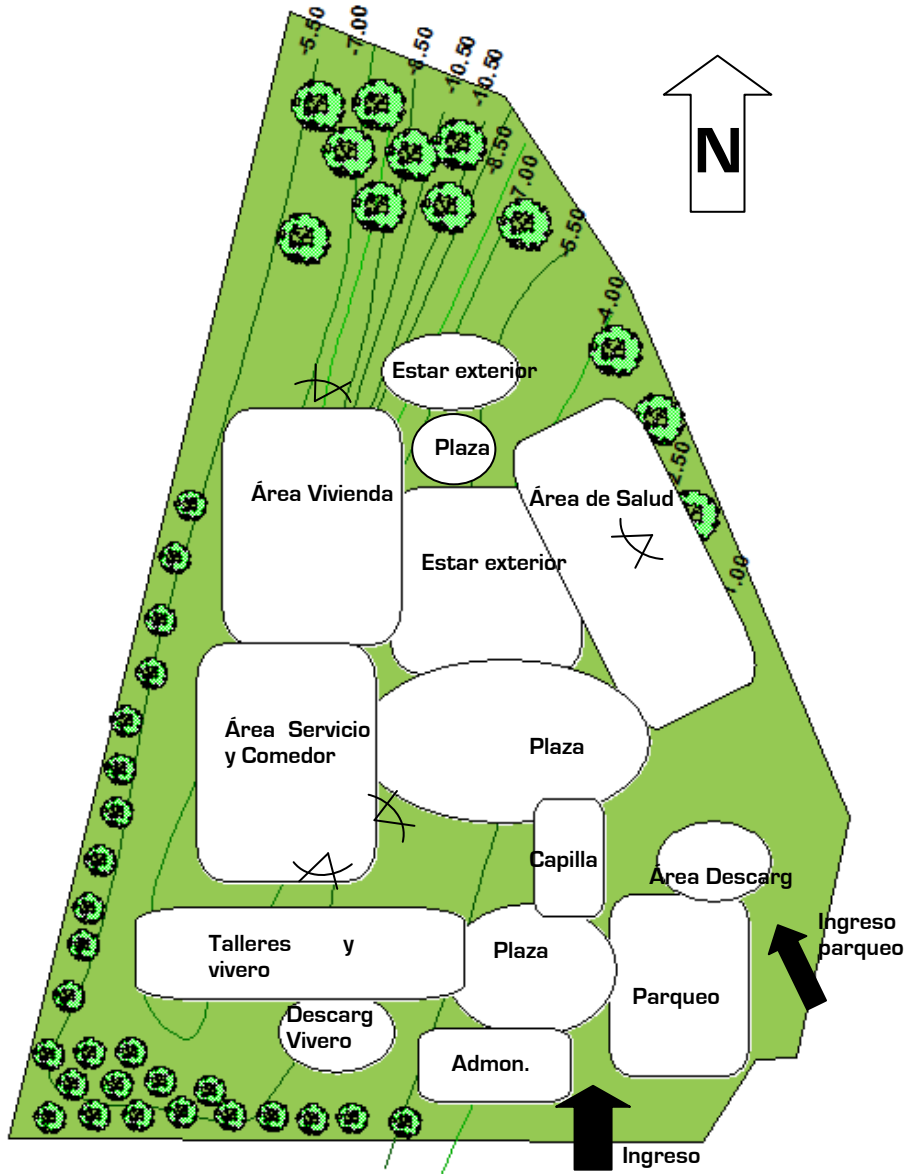 -5.50
-7.00
-8.50
-10.50
-10.50
-8.50
-7.00
-5.50
-4.00
N
Estar exterior
Plaza
Área Vivienda
Área de Salud
2.50
Estar exterior
1.00
Área Servicio
y Comedor
Plaza
Capilla
Área Descarg
Ingreso
parqueo
Talleres y
vivero
Plaza
Parqueo
Descarg
Vivero
Admon.
Ingreso